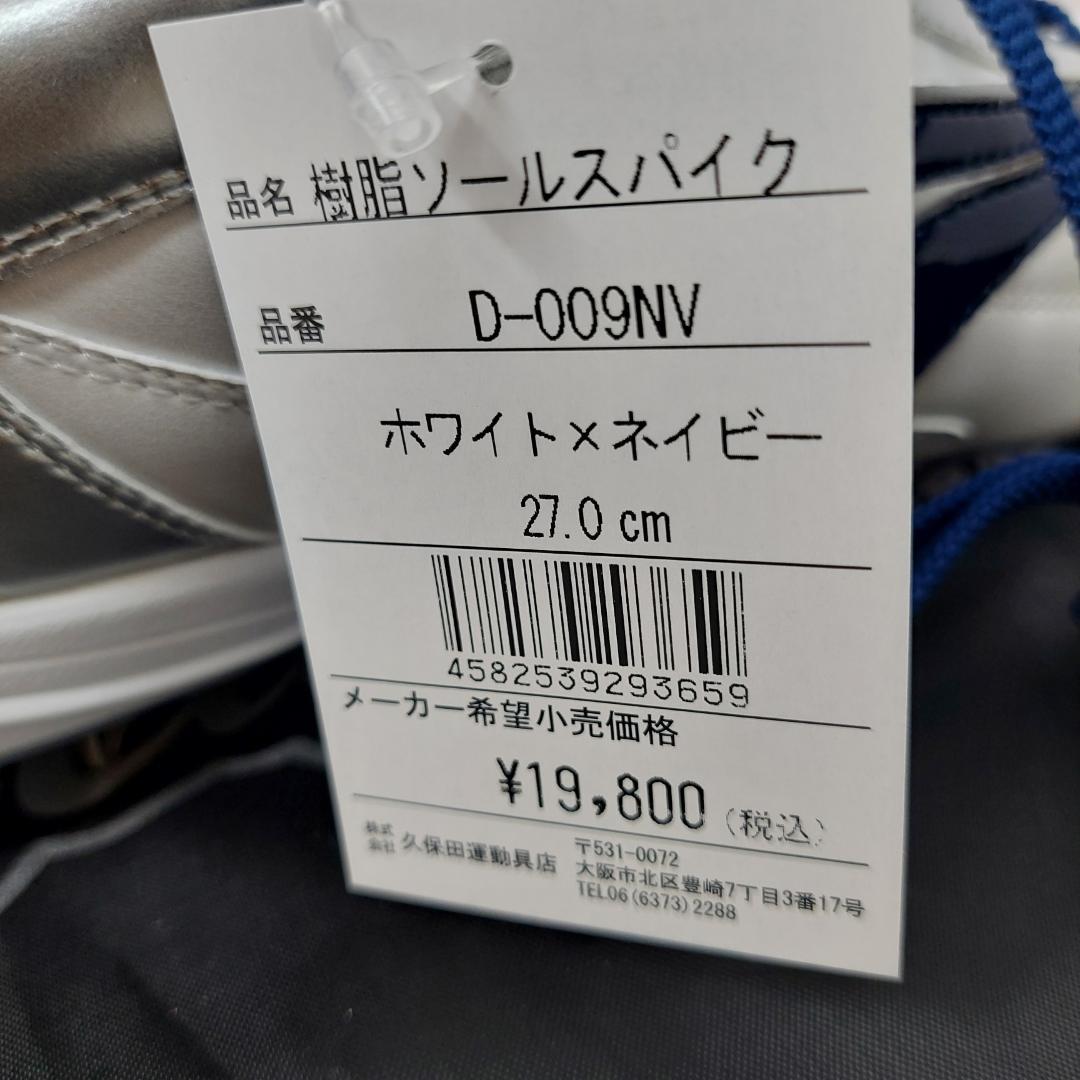 品名 樹脂ソールスパイク
品番 D-009NV
ホワイト×ネイビー
27.0 cm
4582539293659
メーカー希望小売価格
¥19,800 (税込)
株式会社 久保田運動具店
〒531-0072
大阪市北区豊崎7丁目3番17号
TEL06(6373)2288